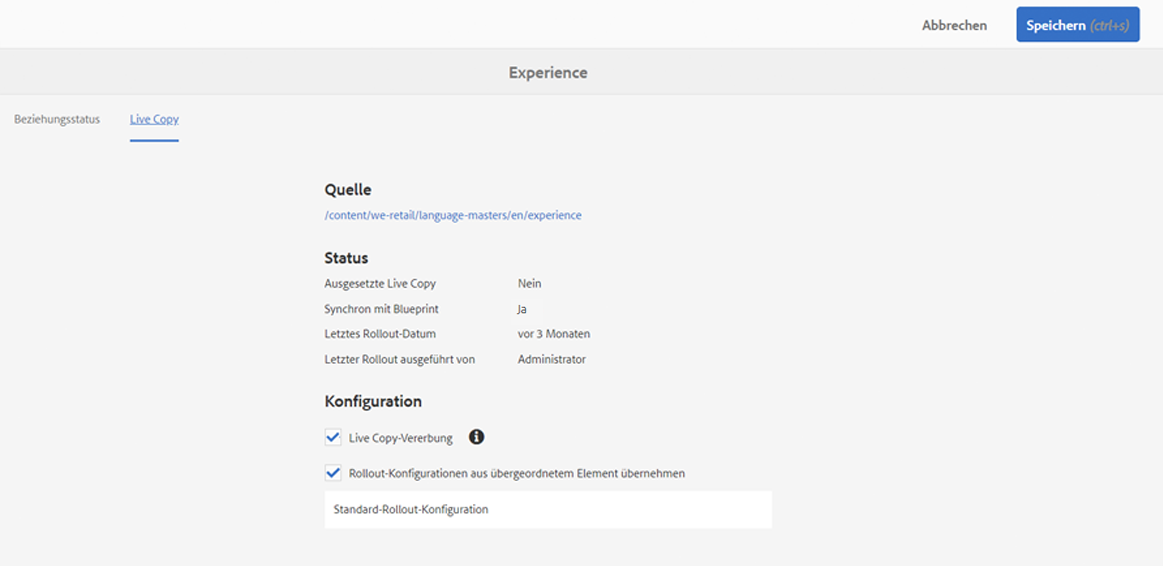 Abbrechen Speichern (ctrl+s)
Experience
Beziehungsstatus Live Copy
Quelle
/content/we-retail/language-masters/en/experience
Status
Ausgesetzte Live Copy Nein
Synchron mit Blueprint Ja
Letztes Rollout-Datum vor 3 Monaten
Letzter Rollout ausgeführt von Administrator
Konfiguration
Live Copy-Vererbung
Rollout-Konfigurationen aus übergeordnetem Element übernehmen
Standard-Rollout-Konfiguration